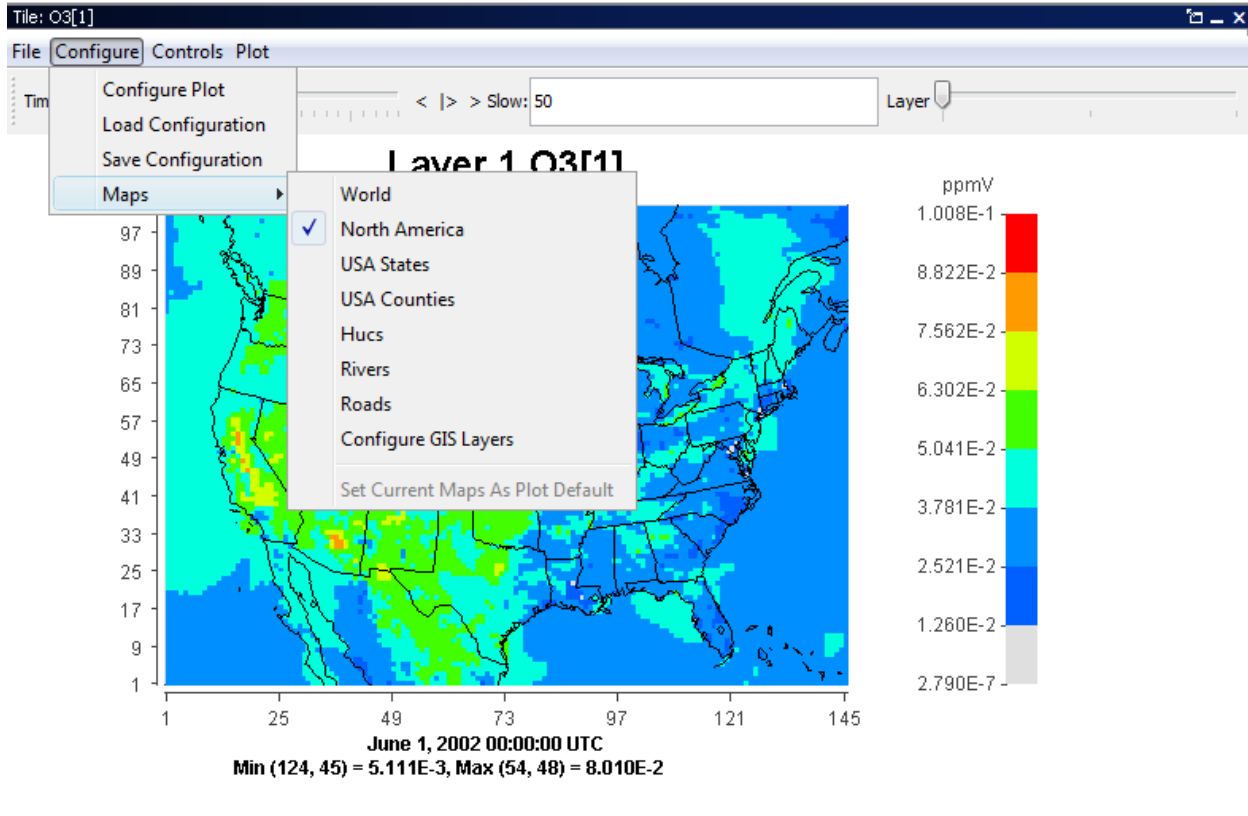 Tile: O3[1]
File Configure Controls Plot
Configure Plot
Load Configuration
Save Configuration
Maps
Tim
< |> > Slow: 50
Layer
Layer 1 O3[1]
World
North America
USA States
USA Counties
Hucs
Rivers
Roads
Configure GIS Layers
Set Current Maps As Plot Default
97
89
81
73
65
57
49
41
33
25
17
9
1
1 25 49 73 97 121 145
June 1, 2002 00:00:00 UTC
Min (124, 45) = 5.111E-3, Max (54, 48) = 8.010E-2
ppmV
1.008E-1
8.822E-2
7.562E-2
6.302E-2
5.041E-2
3.781E-2
2.521E-2
1.260E-2
2.790E-7